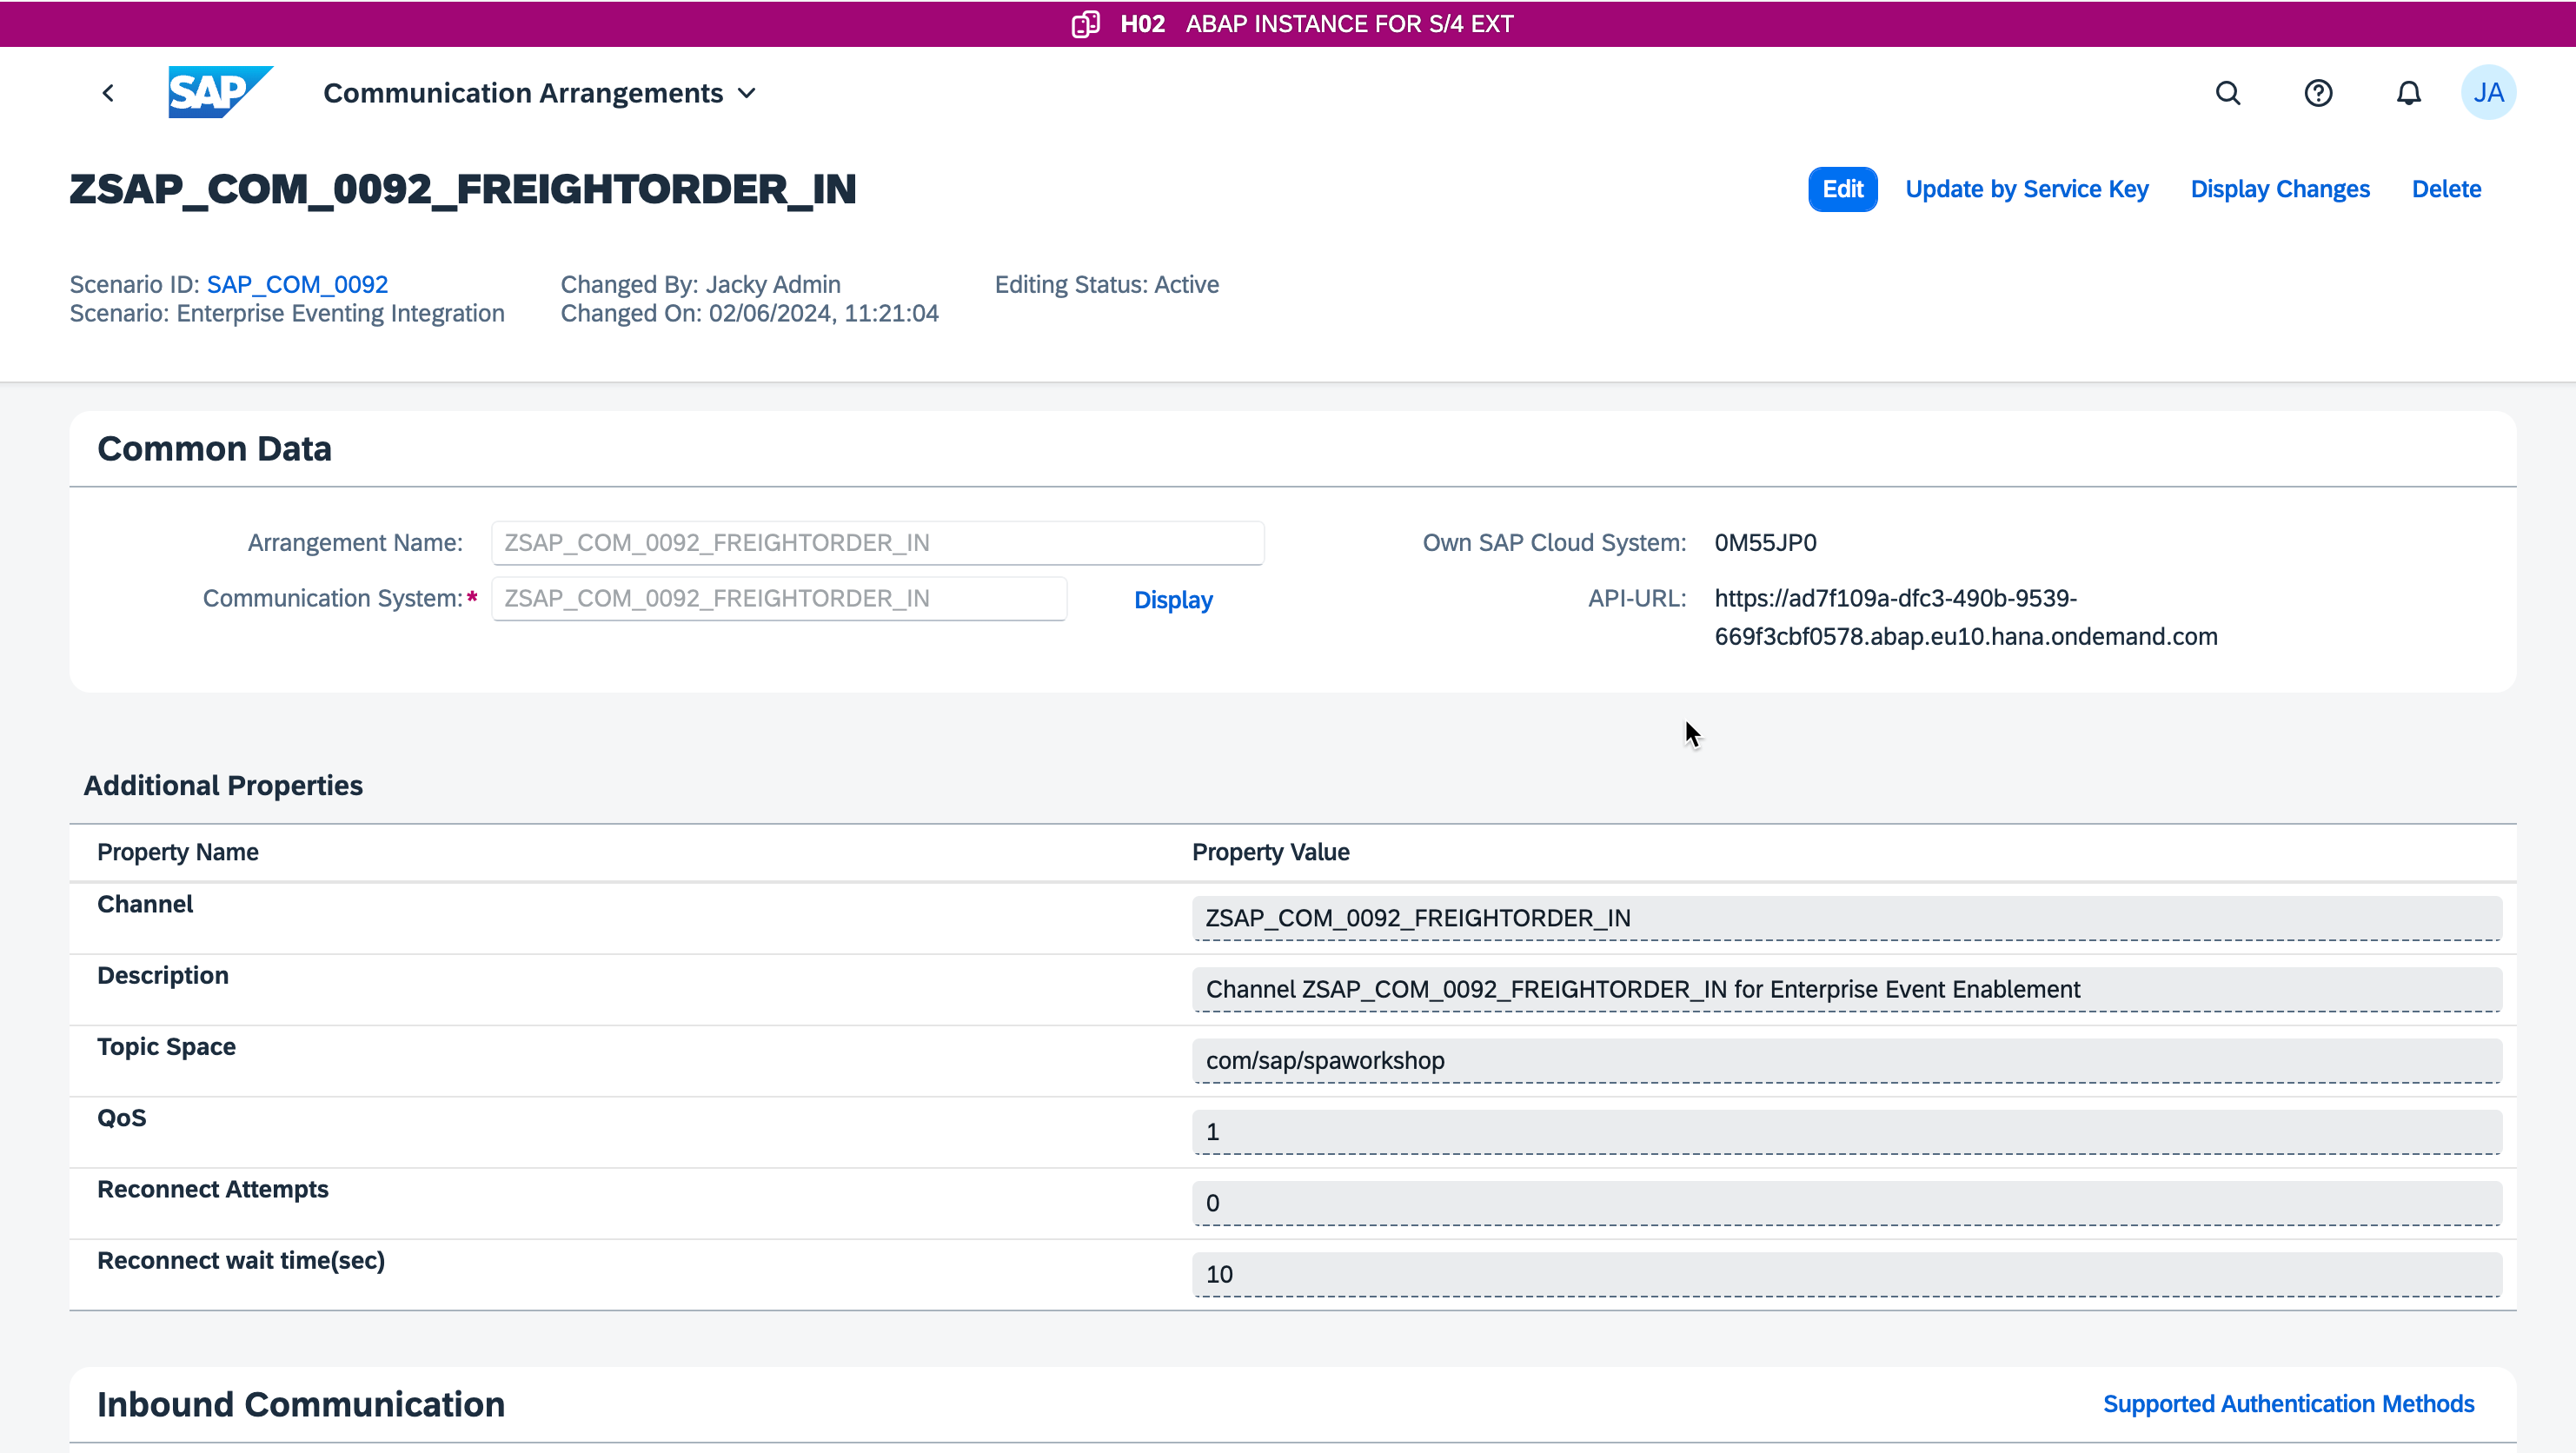 H02 ABAP INSTANCE FOR S/4 EXT
SAP Communication Arrangements JA
ZSAP_COM_0092_FREIGHTORDER_IN Edit Update by Service Key Display Changes Delete
Scenario ID: SAP_COM_0092 Changed By: Jacky Admin Editing Status: Active
Scenario: Enterprise Eventing Integration Changed On: 02/06/2024, 11:21:04
Common Data
Arrangement Name: ZSAP_COM_0092_FREIGHTORDER_IN Own SAP Cloud System: 0M55JP0
Communication System:* ZSAP_COM_0092_FREIGHTORDER_IN Display API-URL: https://ad7f109a-dfc3-490b-9539-
669f3cbf0578.abap.eu10.hana.ondemand.com
Additional Properties
Property Name Property Value
Channel ZSAP_COM_0092_FREIGHTORDER_IN
Description Channel ZSAP_COM_0092_FREIGHTORDER_IN for Enterprise Event Enablement
Topic Space com/sap/spaworkshop
QoS 1
Reconnect Attempts 0
Reconnect wait time(sec) 10
Inbound Communication Supported Authentication Methods